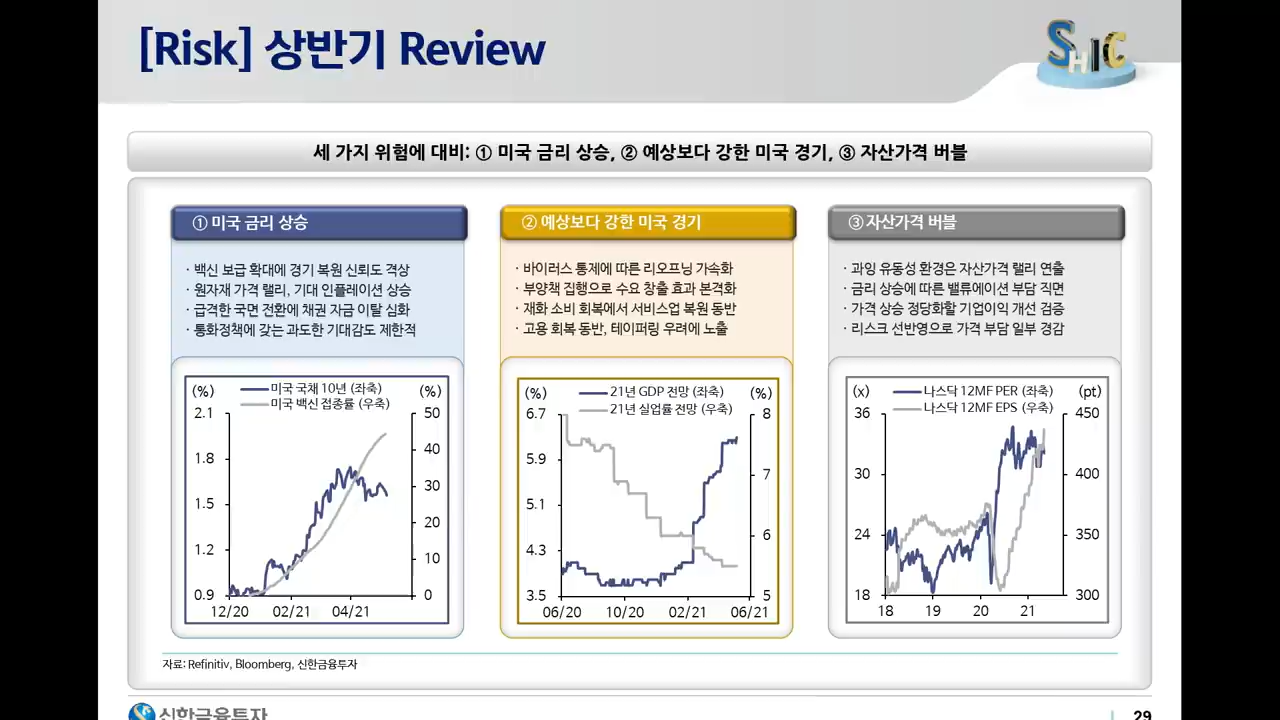 [Risk] 상반기 Review
SHIC
세 가지 위험에 대비: ① 미국 금리 상승, ② 예상보다 강한 미국 경기, ③ 자산가격 버블
① 미국 금리 상승
· 백신 보급 확대에 경기 복원 신뢰도 격상
· 원자재 가격 랠리, 기대 인플레이션 상승
· 급격한 국면 전환에 채권 자금 이탈 심화
· 통화정책에 갖는 과도한 기대감도 제한적
(%)
미국 국채 10년 (좌축)
(%)
미국 백신 접종률 (우축)
2.1
1.8
1.5
1.2
0.9
50
40
30
20
10
0
12/20 02/21 04/21
② 예상보다 강한 미국 경기
· 바이러스 통제에 따른 리오프닝 가속화
· 부양책 집행으로 수요 창출 효과 본격화
· 재화 소비 회복에서 서비스업 복원 동반
· 고용 회복 동반, 테이퍼링 우려에 노출
(%)
21년 GDP 전망 (좌축)
(%)
21년 실업률 전망 (우축)
6.7
5.9
5.1
4.3
3.5
8
7
6
5
06/20 10/20 02/21 06/21
③ 자산가격 버블
· 과잉 유동성 환경은 자산가격 랠리 연출
· 금리 상승에 따른 밸류에이션 부담 직면
· 가격 상승 정당화할 기업이익 개선 검증
· 리스크 선반영으로 가격 부담 일부 경감
(x)
나스닥 12MF PER (좌축)
(pt)
나스닥 12MF EPS (우축)
36
30
24
18
450
400
350
300
18 19 20 21
자료: Refinitiv, Bloomberg, 신한금융투자
신한금융투자
29